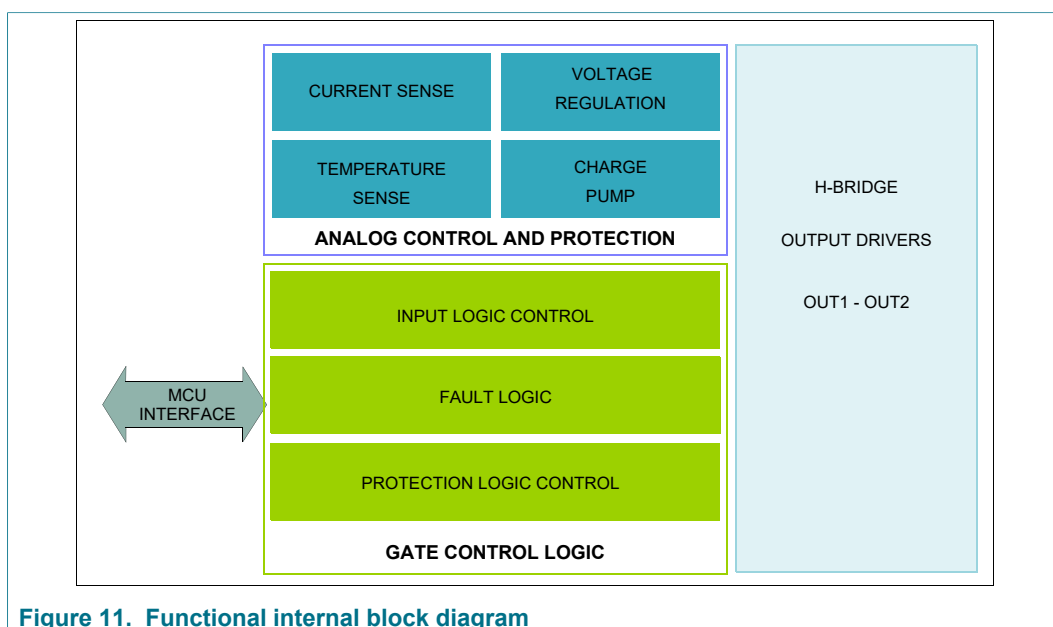 CURRENT SENSE
VOLTAGE
REGULATION
TEMPERATURE
SENSE
CHARGE
PUMP
ANALOG CONTROL AND PROTECTION
INPUT LOGIC CONTROL
FAULT LOGIC
PROTECTION LOGIC CONTROL
GATE CONTROL LOGIC
MCU
INTERFACE
H-BRIDGE
OUTPUT DRIVERS
OUT1 - OUT2
Figure 11. Functional internal block diagram